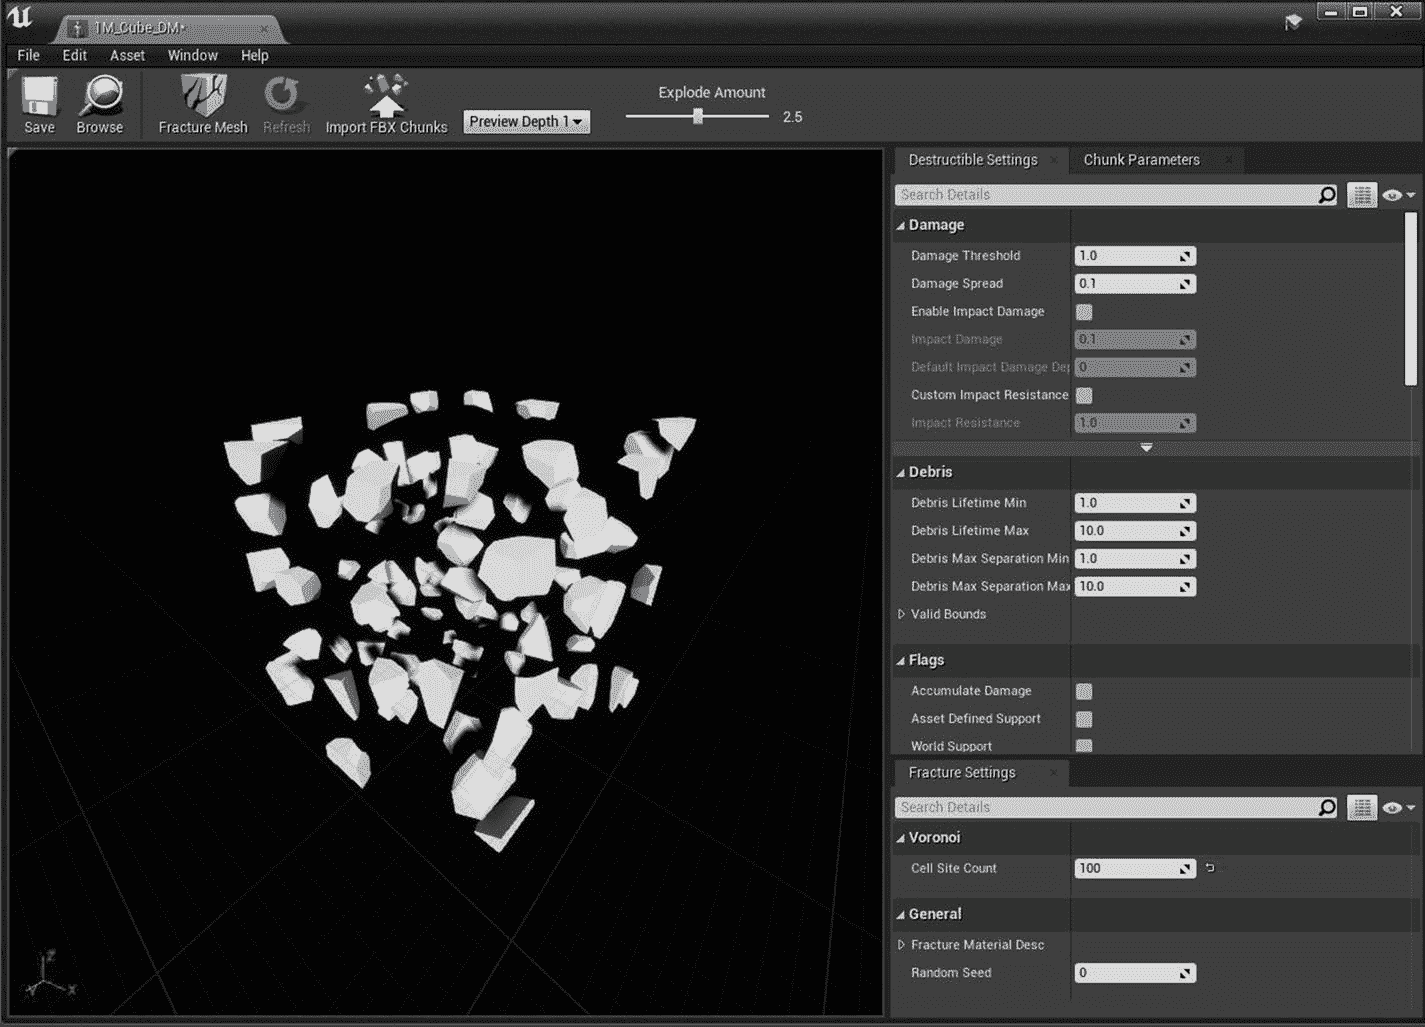 1M_Cube_DM*
File Edit Asset Window Help
Save Browse Fracture Mesh Refresh Import FBX Chunks Preview Depth 1 Explode Amount 2.5
Destructible Settings Chunk Parameters
Search Details
Damage
Damage Threshold 1.0
Damage Spread 0.1
Enable Impact Damage
Impact Damage 0.1
Default Impact Damage Dep 0
Custom Impact Resistance
Impact Resistance 1.0
Debris
Debris Lifetime Min 1.0
Debris Lifetime Max 10.0
Debris Max Separation Min 1.0
Debris Max Separation Max 10.0
Valid Bounds
Flags
Accumulate Damage
Asset Defined Support
World Support
Fracture Settings
Search Details
Voronoi
Cell Site Count 100
General
Fracture Material Desc
Random Seed 0
Z
Y X